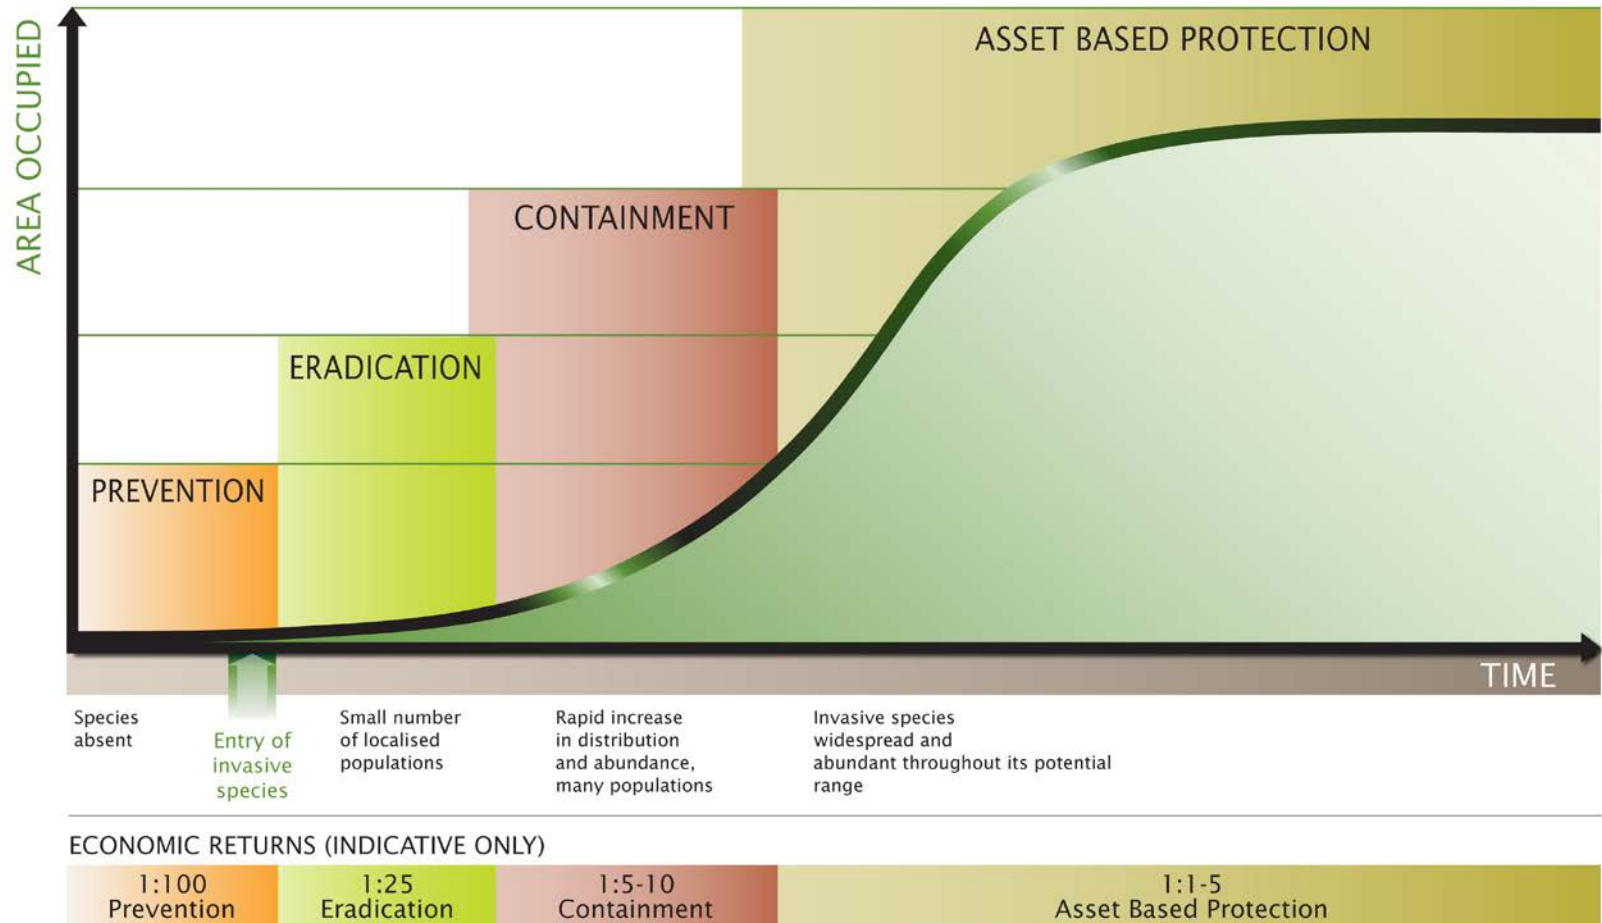 AREA OCCUPIED
ASSET BASED PROTECTION
CONTAINMENT
ERADICATION
PREVENTION
TIME
Species
absent
Entry of
invasive
species
Small number
of localised
populations
Rapid increase
in distribution
and abundance,
many populations
Invasive species
widespread and
abundant throughout its potential
range
ECONOMIC RETURNS (INDICATIVE ONLY)
1:100
Prevention
1:25
Eradication
1:5-10
Containment
1:1-5
Asset Based Protection